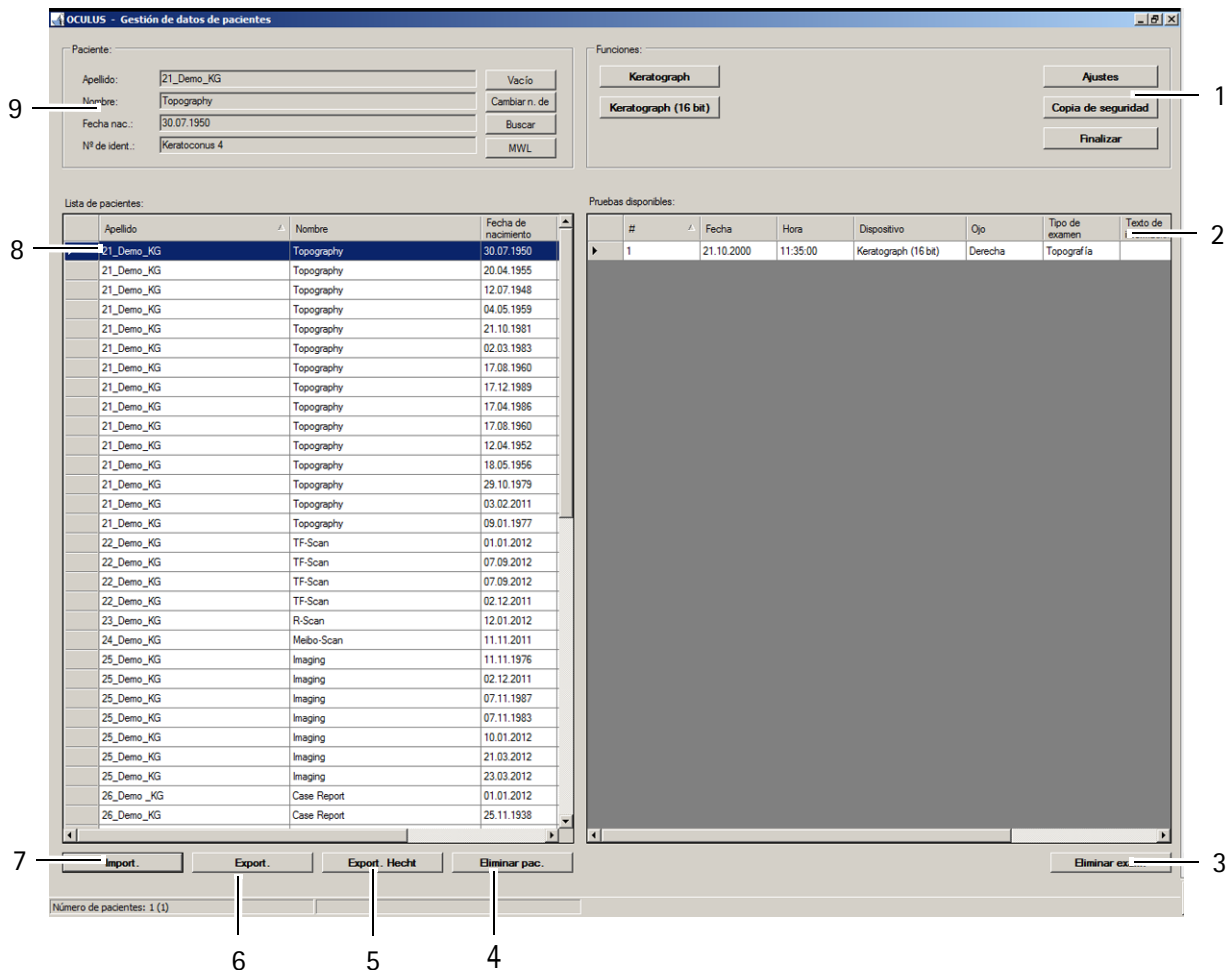 OCULUS - Gestión de datos de pacientes
Paciente:
Apellido: 21_Demo_KG Vacío
Nombre: Topography Cambiar n. de
Fecha nac.: 30.07.1950 Buscar
Nº de ident.: Keratoconus 4 MWL
9
Funciones:
Keratograph Ajustes
Keratograph (16 bit) Copia de seguridad
Finalizar
1
Lista de pacientes:
Apellido Nombre Fecha de nacimiento
21_Demo_KG Topography 30.07.1950
21_Demo_KG Topography 20.04.1955
21_Demo_KG Topography 12.07.1948
21_Demo_KG Topography 04.05.1959
21_Demo_KG Topography 21.10.1981
21_Demo_KG Topography 02.03.1983
21_Demo_KG Topography 17.08.1960
21_Demo_KG Topography 17.12.1989
21_Demo_KG Topography 17.04.1986
21_Demo_KG Topography 17.08.1960
21_Demo_KG Topography 12.04.1952
21_Demo_KG Topography 18.05.1956
21_Demo_KG Topography 29.10.1979
21_Demo_KG Topography 03.02.2011
21_Demo_KG Topography 09.01.1977
22_Demo_KG TF-Scan 01.01.2012
22_Demo_KG TF-Scan 07.09.2012
22_Demo_KG TF-Scan 07.09.2012
22_Demo_KG TF-Scan 02.12.2011
23_Demo_KG R-Scan 12.01.2012
24_Demo_KG Meibo-Scan 11.11.2011
25_Demo_KG Imaging 11.11.1976
25_Demo_KG Imaging 02.12.2011
25_Demo_KG Imaging 07.11.1987
25_Demo_KG Imaging 07.11.1983
25_Demo_KG Imaging 10.01.2012
25_Demo_KG Imaging 21.03.2012
25_Demo_KG Imaging 23.03.2012
26_Demo _KG Case Report 01.01.2012
26_Demo_KG Case Report 25.11.1938
8
Pruebas disponibles:
# Fecha Hora Dispositivo Ojo Tipo de examen Texto de
1 21.10.2000 11:35:00 Keratograph (16 bit) Derecha Topografía
2
7 Import. Export. Export. Hecht Eliminar pac.
Eliminar 3
Número de pacientes: 1 (1)
6 5 4